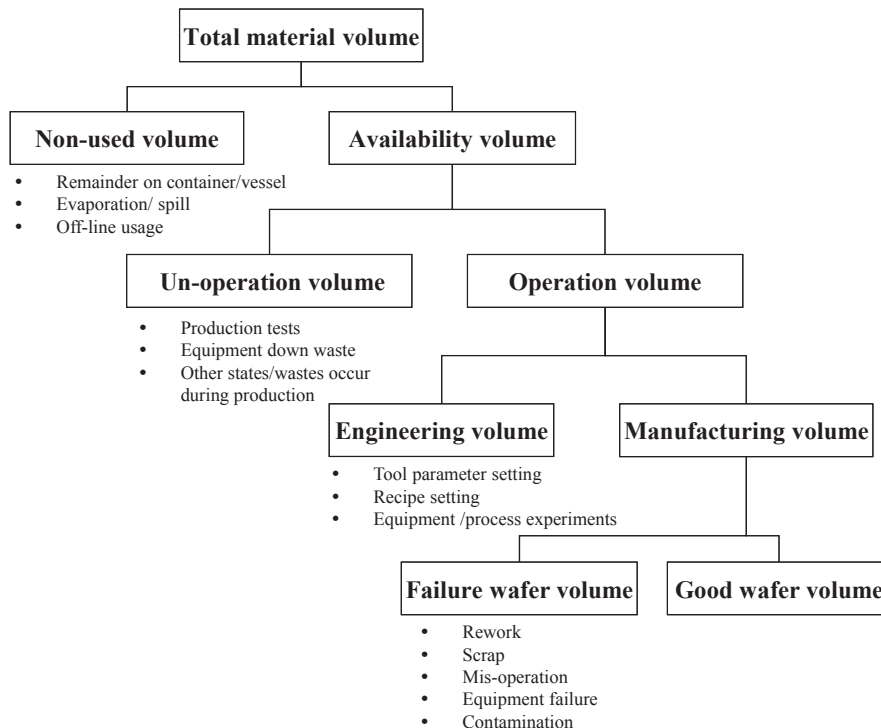 Total material volume
Non-used volume
Availability volume
• Remainder on container/vessel
• Evaporation/ spill
• Off-line usage
Un-operation volume
Operation volume
• Production tests
• Equipment down waste
• Other states/wastes occur
during production
Engineering volume
Manufacturing volume
• Tool parameter setting
• Recipe setting
• Equipment /process experiments
Failure wafer volume
Good wafer volume
• Rework
• Scrap
• Mis-operation
• Equipment failure
• Contamination